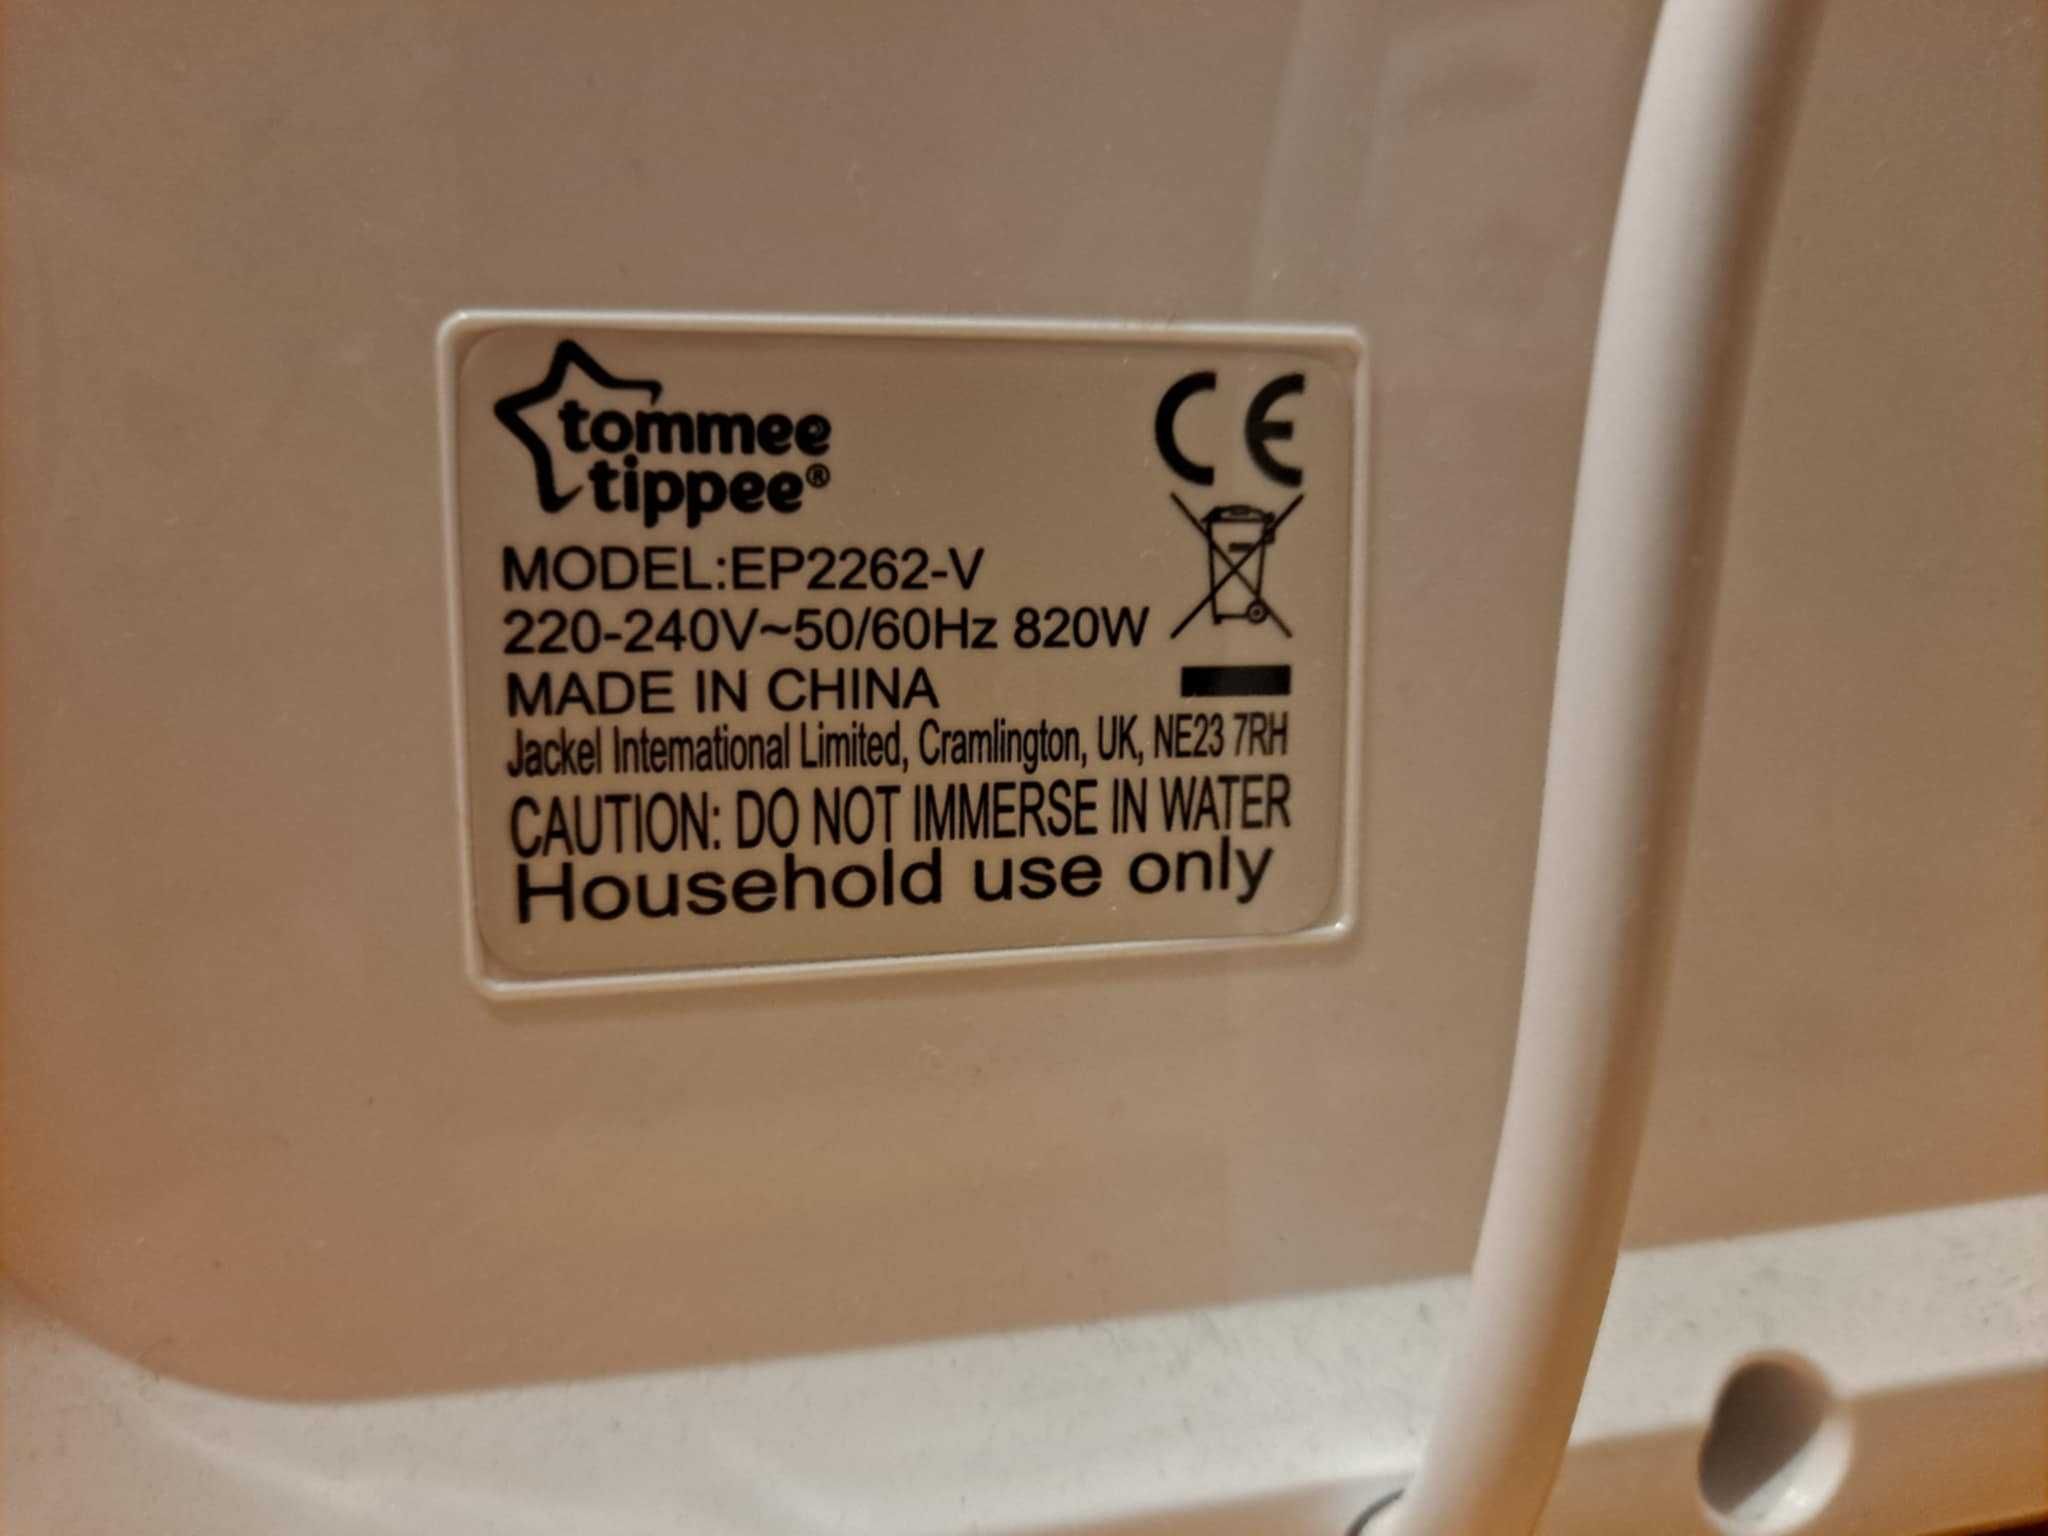 tommee
tippee®
CE
MODEL:EP2262-V
220-240V~50/60Hz 820W
MADE IN CHINA
Jackel International Limited, Cramlington, UK, NE23 7RH
CAUTION: DO NOT IMMERSE IN WATER
Household use only